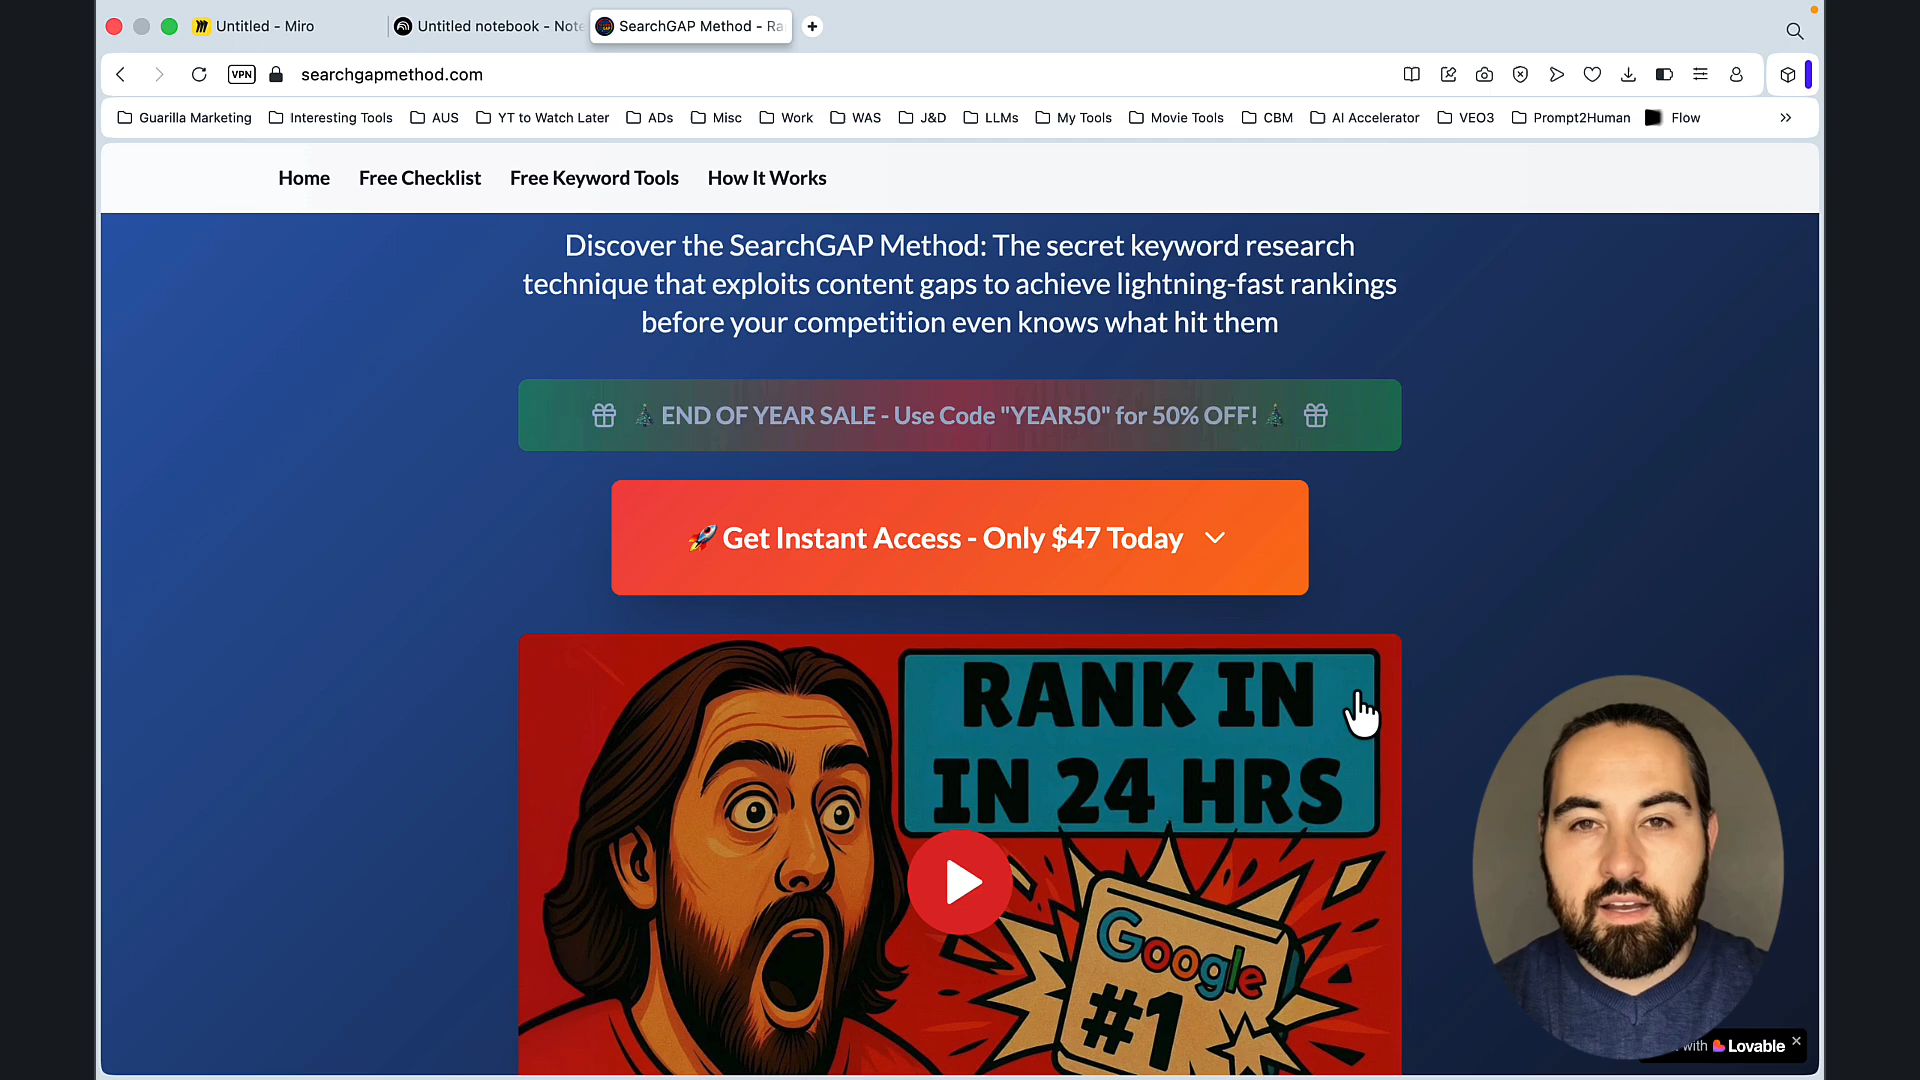 Untitled - Miro
Untitled notebook - Note
SearchGAP Method - Ra
VPN
searchgapmethod.com
Guarilla Marketing
Interesting Tools
AUS
YT to Watch Later
ADs
Misc
Work
WAS
J&D
LLMs
My Tools
Movie Tools
CBM
AI Accelerator
VEO3
Prompt2Human
Flow
Home
Free Checklist
Free Keyword Tools
How It Works
Discover the SearchGAP Method: The secret keyword research
technique that exploits content gaps to achieve lightning-fast rankings
before your competition even knows what hit them
END OF YEAR SALE - Use Code "YEAR50" for 50% OFF!
🚀 Get Instant Access - Only $47 Today
RANK IN
IN 24 HRS
Google
#1
with Lovable